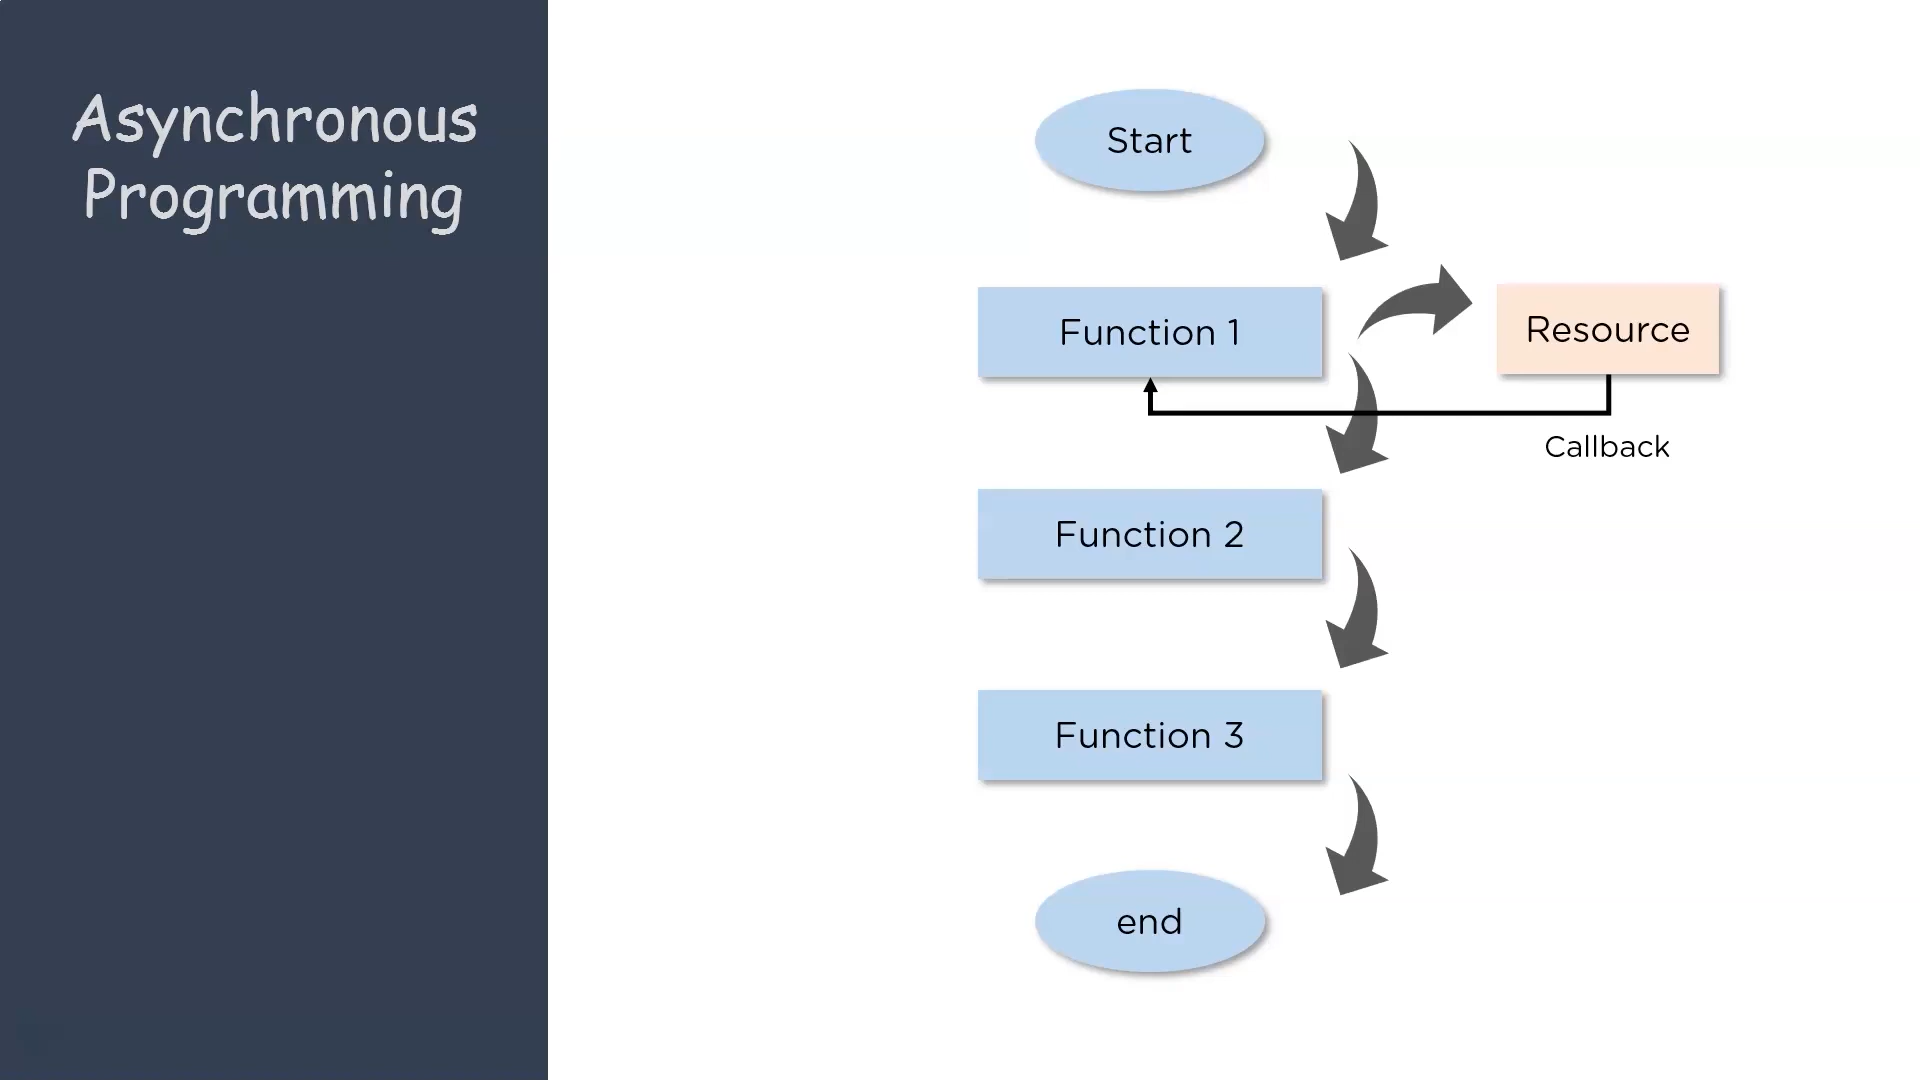 Asynchronous
Programming
Start
Function 1
Resource
Callback
Function 2
Function 3
end